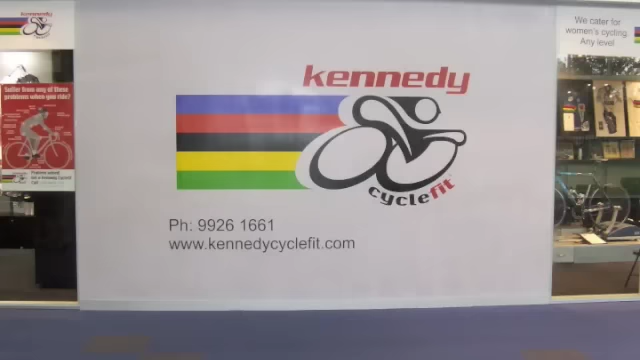 kennedy
cyclefit
Ph: 9926 1661
www.kennedycyclefit.com
Suffer from any of these
problems when you ride?
We cater for
women's cycling.
Any level